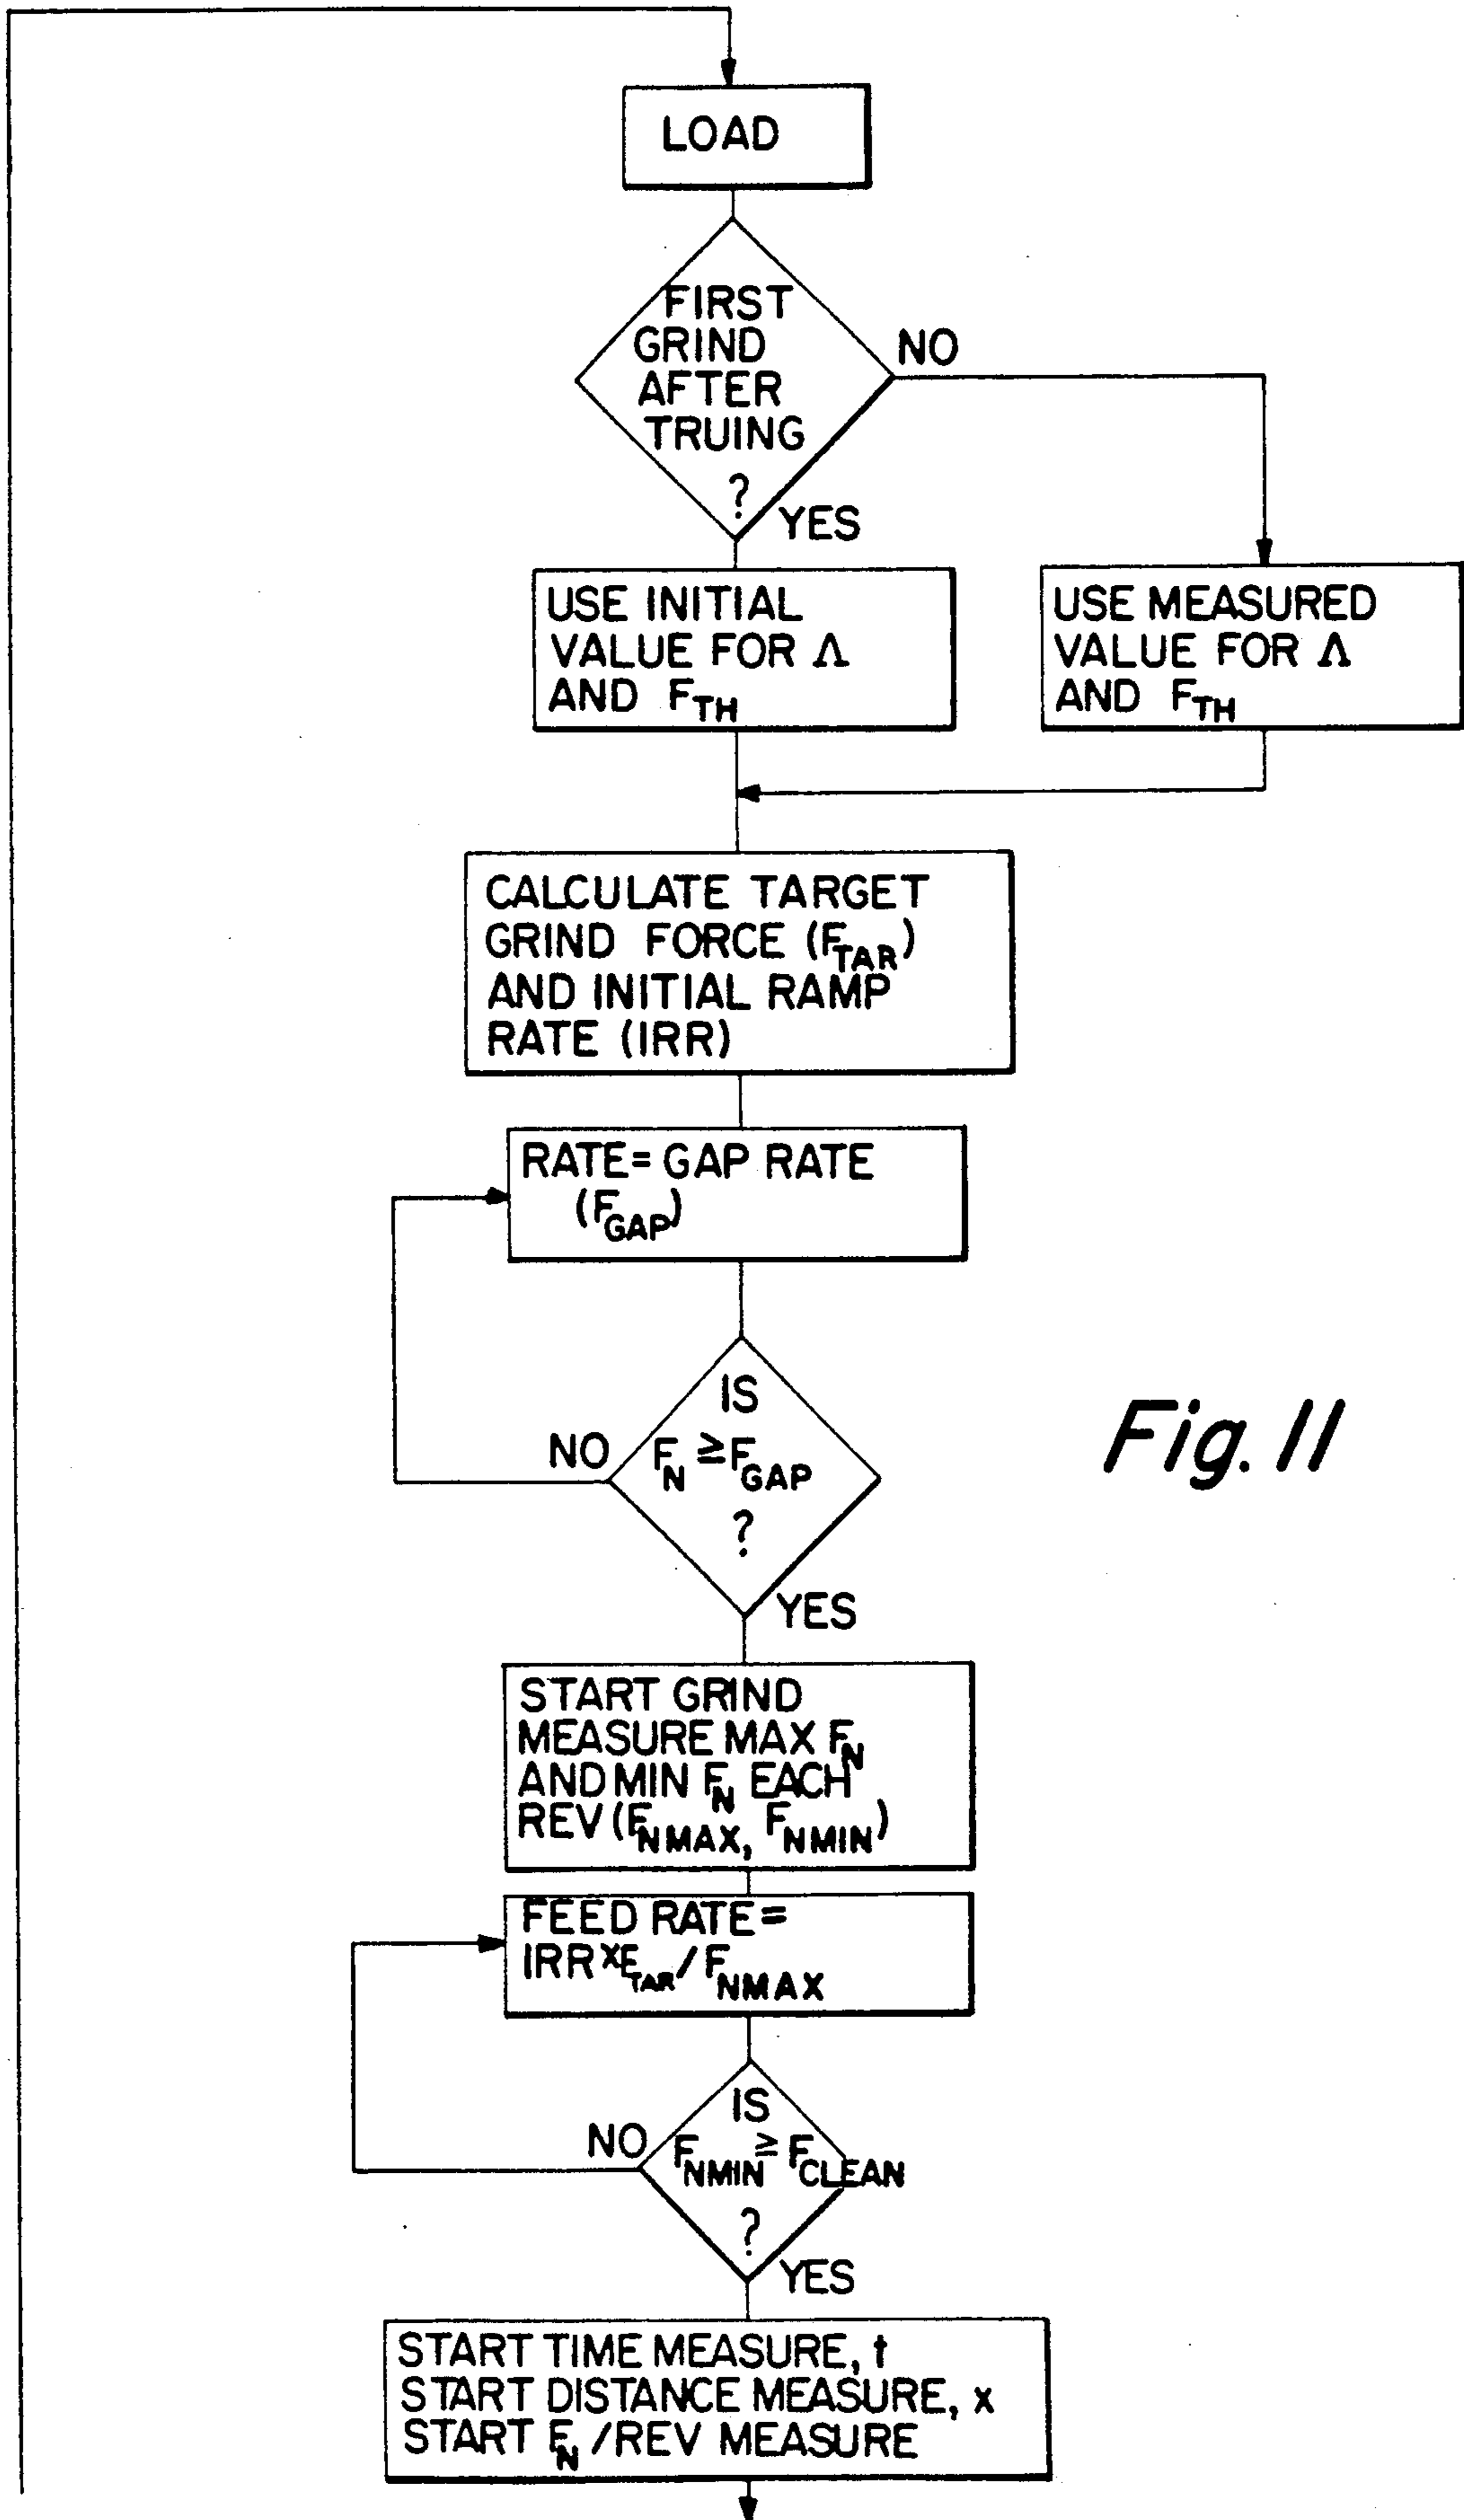 LOAD
FIRST
GRIND
AFTER
TRUING
?
NO
YES
USE INITIAL
VALUE FOR Λ
AND F_TH
USE MEASURED
VALUE FOR Λ
AND F_TH
CALCULATE TARGET
GRIND FORCE (F_TAR)
AND INITIAL RAMP
RATE (IRR)
RATE = GAP RATE
(F_GAP)
IS
F_N ≥ F_GAP
?
NO
YES
Fig. 11
START GRIND
MEASURE MAX F_N
AND MIN F_N EACH
REV (F_NMAX, F_NMIN)
FEED RATE =
IRR x F_TAR / F_NMAX
IS
F_NMIN ≥ F_CLEAN
?
NO
YES
START TIME MEASURE, t
START DISTANCE MEASURE, x
START F_N /REV MEASURE